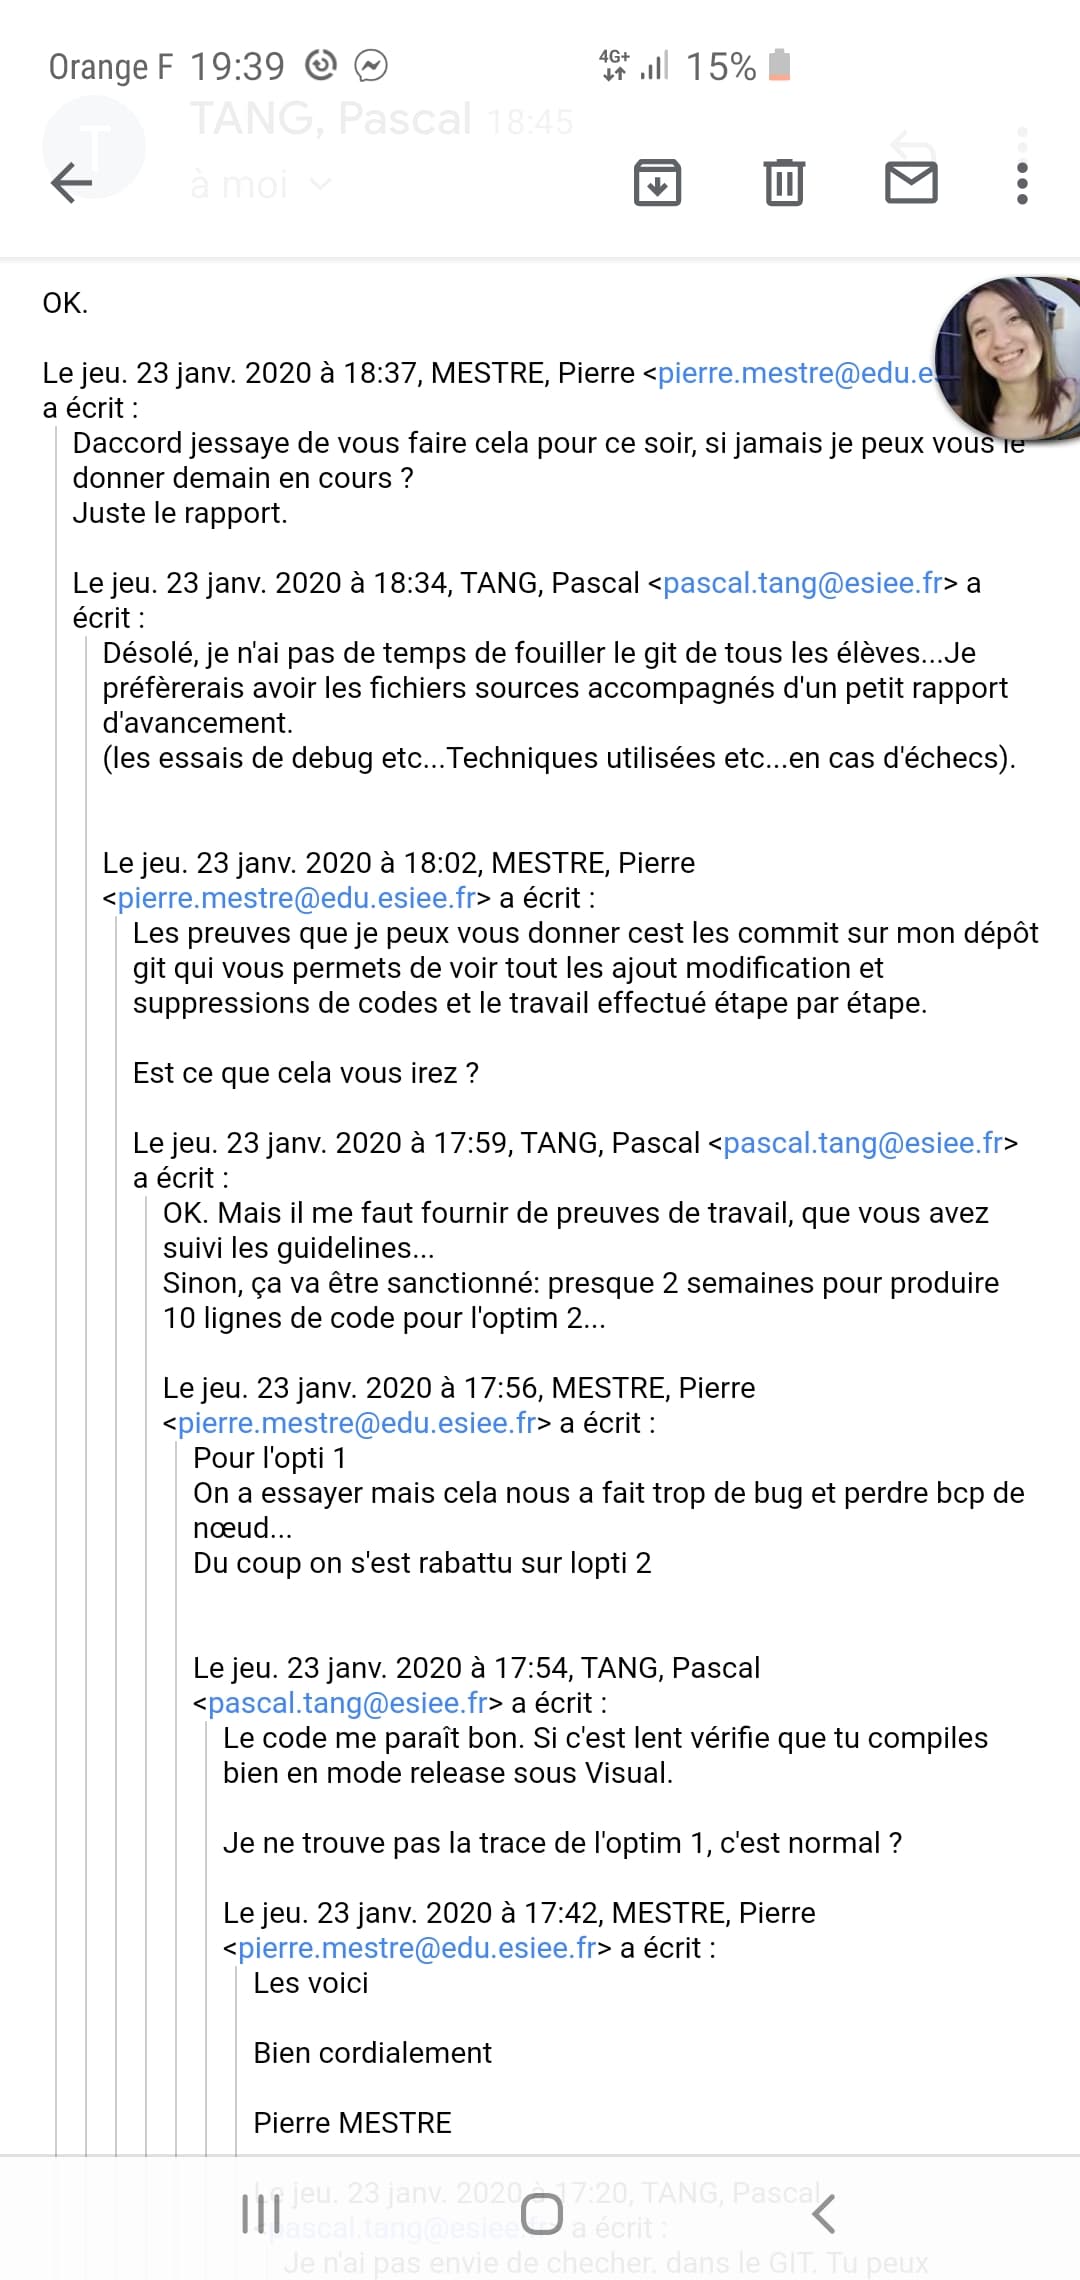 Orange F 19:39 4G+ 15%
TANG, Pascal 18:45
T
à moi
OK.
Le jeu. 23 janv. 2020 à 18:37, MESTRE, Pierre <pierre.mestre@edu.e
a écrit :
Daccord jessaye de vous faire cela pour ce soir, si jamais je peux vous le
donner demain en cours ?
Juste le rapport.
Le jeu. 23 janv. 2020 à 18:34, TANG, Pascal <pascal.tang@esiee.fr> a
écrit :
Désolé, je n'ai pas de temps de fouiller le git de tous les élèves...Je
préfèrerais avoir les fichiers sources accompagnés d'un petit rapport
d'avancement.
(les essais de debug etc...Techniques utilisées etc...en cas d'échecs).
Le jeu. 23 janv. 2020 à 18:02, MESTRE, Pierre
<pierre.mestre@edu.esiee.fr> a écrit :
Les preuves que je peux vous donner cest les commit sur mon dépôt
git qui vous permets de voir tout les ajout modification et
suppressions de codes et le travail effectué étape par étape.
Est ce que cela vous irez ?
Le jeu. 23 janv. 2020 à 17:59, TANG, Pascal <pascal.tang@esiee.fr>
a écrit :
OK. Mais il me faut fournir de preuves de travail, que vous avez
suivi les guidelines...
Sinon, ça va être sanctionné: presque 2 semaines pour produire
10 lignes de code pour l'optim 2...
Le jeu. 23 janv. 2020 à 17:56, MESTRE, Pierre
<pierre.mestre@edu.esiee.fr> a écrit :
Pour l'opti 1
On a essayer mais cela nous a fait trop de bug et perdre bcp de
nœud...
Du coup on s'est rabattu sur lopti 2
Le jeu. 23 janv. 2020 à 17:54, TANG, Pascal
<pascal.tang@esiee.fr> a écrit :
Le code me paraît bon. Si c'est lent vérifie que tu compiles
bien en mode release sous Visual.
Je ne trouve pas la trace de l'optim 1, c'est normal ?
Le jeu. 23 janv. 2020 à 17:42, MESTRE, Pierre
<pierre.mestre@edu.esiee.fr> a écrit :
Les voici
Bien cordialement
Pierre MESTRE
Le jeu. 23 janv. 2020 à 17:20, TANG, Pascal
<pascal.tang@esiee.fr> a écrit :
Je n'ai pas envie de checher. dans le GIT. Tu peux